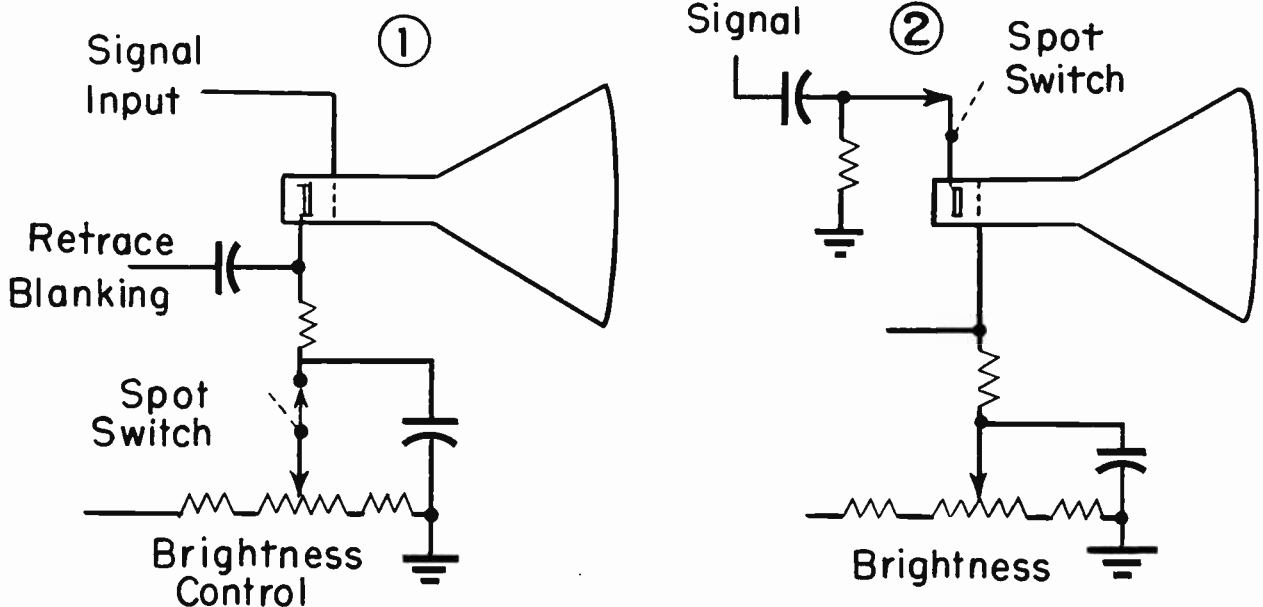 ①
Signal
Input
Retrace
Blanking
Spot
Switch
Brightness
Control
②
Signal
Spot
Switch
Brightness